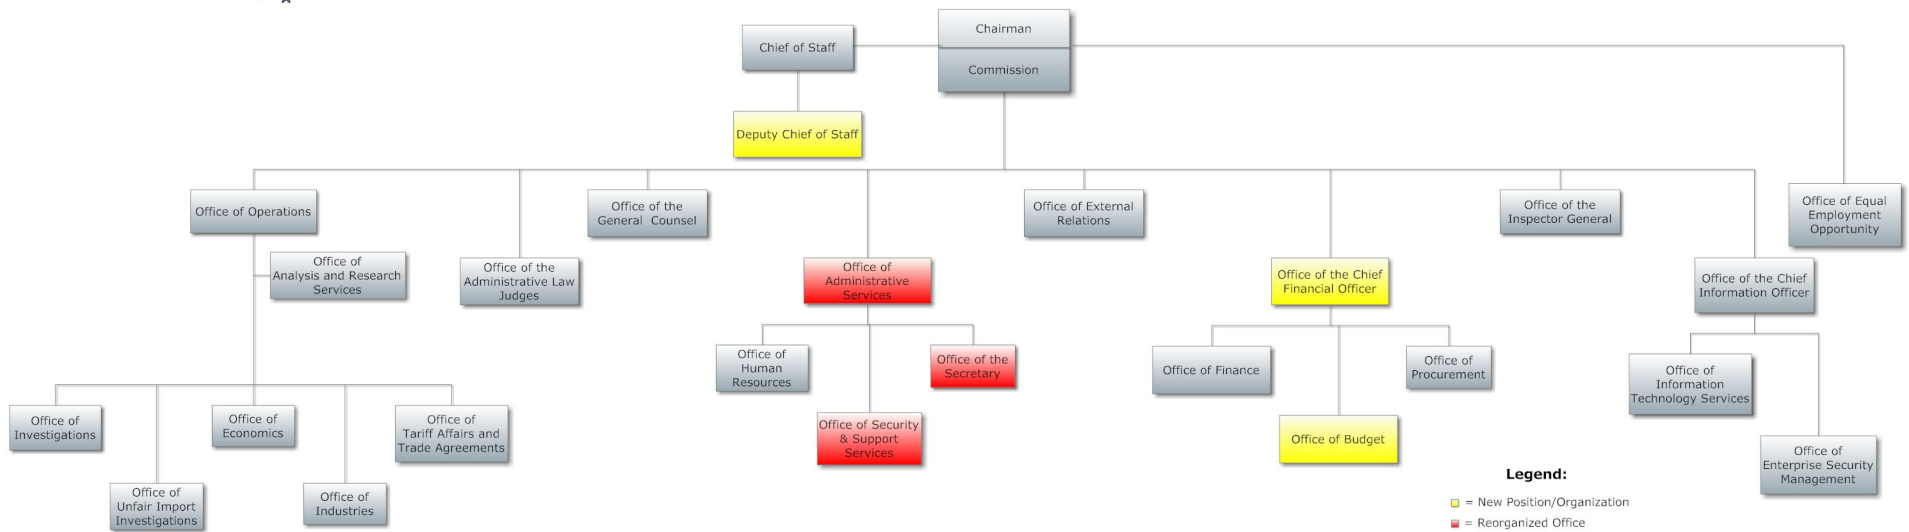 Chairman
Chief of Staff
Commission
Deputy Chief of Staff
Office of Operations
Office of the
General Counsel
Office of External
Relations
Office of the
Inspector General
Office of Equal
Employment
Opportunity
Office of
Analysis and Research
Services
Office of the
Administrative Law
Judges
Office of
Administrative
Services
Office of the Chief
Financial Officer
Office of the Chief
Information Officer
Office of
Human
Resources
Office of the
Secretary
Office of Finance
Office of
Procurement
Office of
Information
Technology Services
Office of
Investigations
Office of
Economics
Office of
Tariff Affairs and
Trade Agreements
Office of Security
& Support
Services
Office of Budget
Office of
Enterprise Security
Management
Office of
Unfair Import
Investigations
Office of
Industries
Legend:
= New Position/Organization
= Reorganized Office